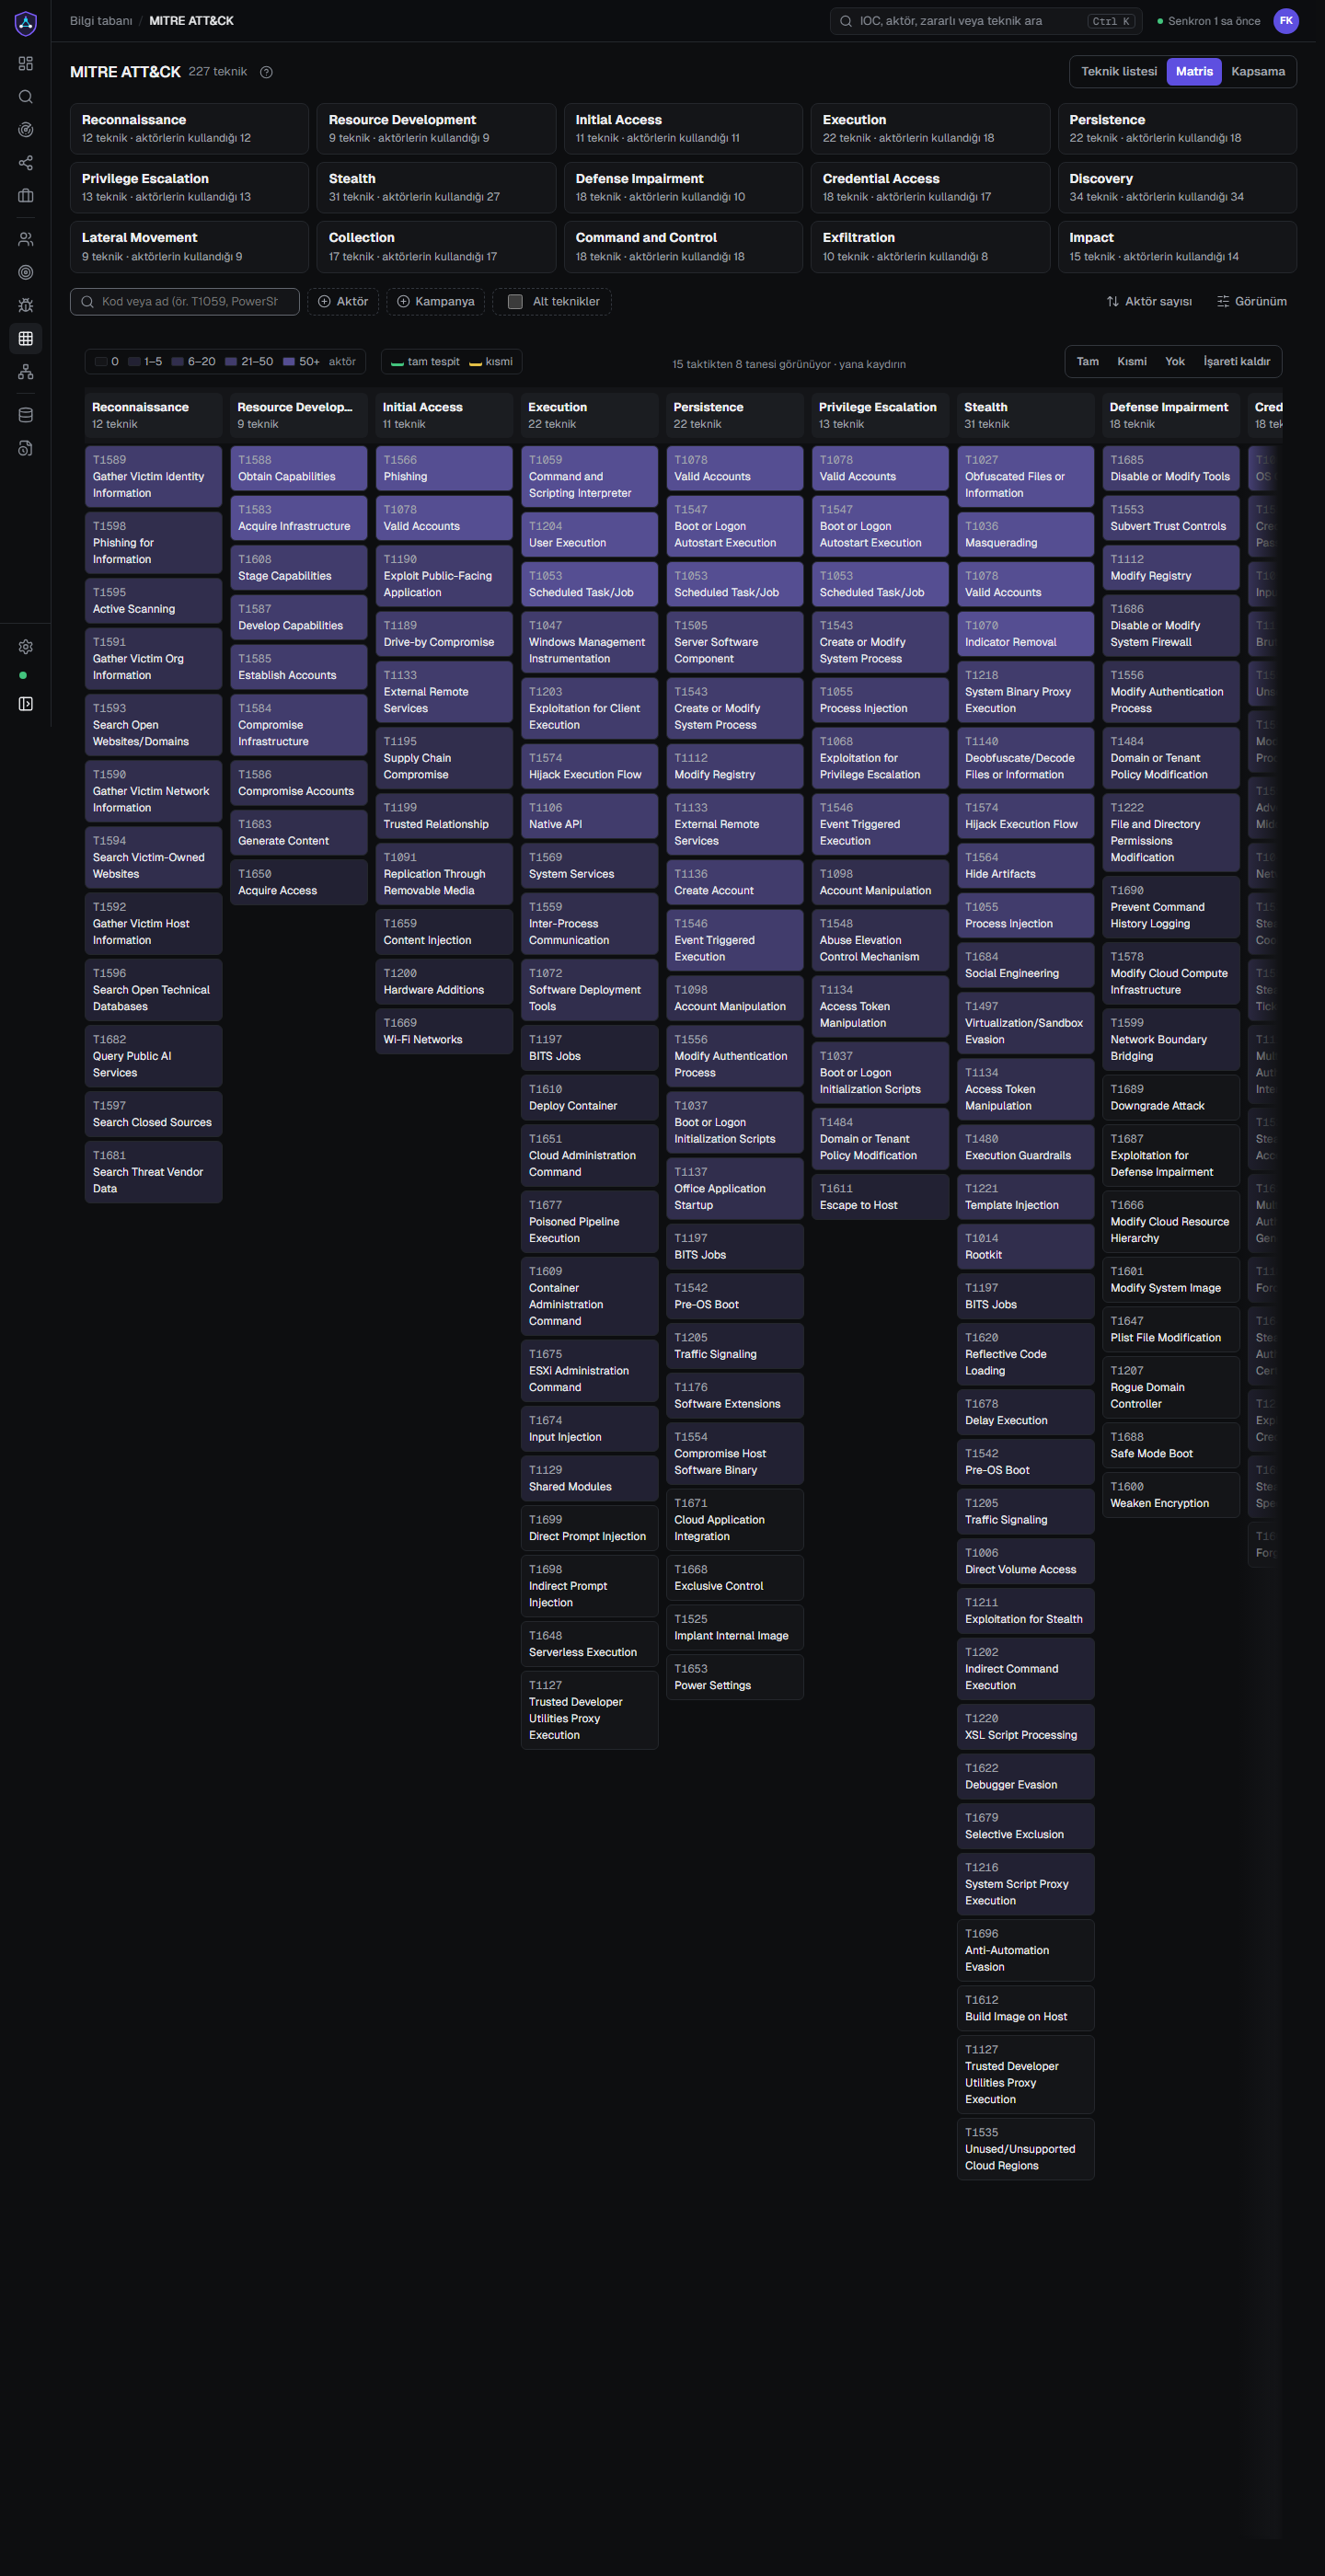 Bilgi tabanı / MITRE ATT&CK
IOC, aktör, zararlı veya teknik ara
Ctrl K
Senkron 1 sa önce
FK
MITRE ATT&CK 227 teknik
Teknik listesi
Matris
Kapsama
Reconnaissance
12 teknik · aktörlerin kullandığı 12
Resource Development
9 teknik · aktörlerin kullandığı 9
Initial Access
11 teknik · aktörlerin kullandığı 11
Execution
22 teknik · aktörlerin kullandığı 18
Persistence
22 teknik · aktörlerin kullandığı 18
Privilege Escalation
13 teknik · aktörlerin kullandığı 13
Stealth
31 teknik · aktörlerin kullandığı 27
Defense Impairment
18 teknik · aktörlerin kullandığı 10
Credential Access
18 teknik · aktörlerin kullandığı 17
Discovery
34 teknik · aktörlerin kullandığı 34
Lateral Movement
9 teknik · aktörlerin kullandığı 9
Collection
17 teknik · aktörlerin kullandığı 17
Command and Control
18 teknik · aktörlerin kullandığı 18
Exfiltration
10 teknik · aktörlerin kullandığı 8
Impact
15 teknik · aktörlerin kullandığı 14
Kod veya ad (ör. T1059, PowerSh
Aktör
Kampanya
Alt teknikler
Aktör sayısı
Görünüm
0 1–5 6–20 21–50 50+ aktör
tam tespit kısmi
15 taktikten 8 tanesi görünüyor · yana kaydırın
Tam
Kısmi
Yok
İşareti kaldır
Reconnaissance
12 teknik
T1589
Gather Victim Identity
Information
T1598
Phishing for
Information
T1595
Active Scanning
T1591
Gather Victim Org
Information
T1593
Search Open
Websites/Domains
T1590
Gather Victim Network
Information
T1594
Search Victim-Owned
Websites
T1592
Gather Victim Host
Information
T1596
Search Open Technical
Databases
T1682
Query Public AI
Services
T1597
Search Closed Sources
T1681
Search Threat Vendor
Data
Resource Develop...
9 teknik
T1588
Obtain Capabilities
T1583
Acquire Infrastructure
T1608
Stage Capabilities
T1587
Develop Capabilities
T1585
Establish Accounts
T1584
Compromise
Infrastructure
T1586
Compromise Accounts
T1683
Generate Content
T1650
Acquire Access
Initial Access
11 teknik
T1566
Phishing
T1078
Valid Accounts
T1190
Exploit Public-Facing
Application
T1189
Drive-by Compromise
T1133
External Remote
Services
T1195
Supply Chain
Compromise
T1199
Trusted Relationship
T1091
Replication Through
Removable Media
T1659
Content Injection
T1200
Hardware Additions
T1669
Wi-Fi Networks
Execution
22 teknik
T1059
Command and
Scripting Interpreter
T1204
User Execution
T1053
Scheduled Task/Job
T1047
Windows Management
Instrumentation
T1203
Exploitation for Client
Execution
T1574
Hijack Execution Flow
T1106
Native API
T1569
System Services
T1559
Inter-Process
Communication
T1072
Software Deployment
Tools
T1197
BITS Jobs
T1610
Deploy Container
T1651
Cloud Administration
Command
T1677
Poisoned Pipeline
Execution
T1609
Container
Administration
Command
T1675
ESXi Administration
Command
T1674
Input Injection
T1129
Shared Modules
T1699
Direct Prompt Injection
T1698
Indirect Prompt
Injection
T1648
Serverless Execution
T1127
Trusted Developer
Utilities Proxy
Execution
Persistence
22 teknik
T1078
Valid Accounts
T1547
Boot or Logon
Autostart Execution
T1053
Scheduled Task/Job
T1505
Server Software
Component
T1543
Create or Modify
System Process
T1112
Modify Registry
T1133
External Remote
Services
T1136
Create Account
T1546
Event Triggered
Execution
T1098
Account Manipulation
T1556
Modify Authentication
Process
T1037
Boot or Logon
Initialization Scripts
T1137
Office Application
Startup
T1197
BITS Jobs
T1542
Pre-OS Boot
T1205
Traffic Signaling
T1176
Software Extensions
T1554
Compromise Host
Software Binary
T1671
Cloud Application
Integration
T1668
Exclusive Control
T1525
Implant Internal Image
T1653
Power Settings
Privilege Escalation
13 teknik
T1078
Valid Accounts
T1547
Boot or Logon
Autostart Execution
T1053
Scheduled Task/Job
T1543
Create or Modify
System Process
T1055
Process Injection
T1068
Exploitation for
Privilege Escalation
T1546
Event Triggered
Execution
T1098
Account Manipulation
T1548
Abuse Elevation
Control Mechanism
T1134
Access Token
Manipulation
T1037
Boot or Logon
Initialization Scripts
T1484
Domain or Tenant
Policy Modification
T1611
Escape to Host
Stealth
31 teknik
T1027
Obfuscated Files or
Information
T1036
Masquerading
T1078
Valid Accounts
T1070
Indicator Removal
T1218
System Binary Proxy
Execution
T1140
Deobfuscate/Decode
Files or Information
T1574
Hijack Execution Flow
T1564
Hide Artifacts
T1055
Process Injection
T1684
Social Engineering
T1497
Virtualization/Sandbox
Evasion
T1134
Access Token
Manipulation
T1480
Execution Guardrails
T1221
Template Injection
T1014
Rootkit
T1197
BITS Jobs
T1620
Reflective Code
Loading
T1678
Delay Execution
T1542
Pre-OS Boot
T1205
Traffic Signaling
T1006
Direct Volume Access
T1211
Exploitation for Stealth
T1202
Indirect Command
Execution
T1220
XSL Script Processing
T1622
Debugger Evasion
T1679
Selective Exclusion
T1216
System Script Proxy
Execution
T1696
Anti-Automation
Evasion
T1612
Build Image on Host
T1127
Trusted Developer
Utilities Proxy
Execution
T1535
Unused/Unsupported
Cloud Regions
Defense Impairment
18 teknik
T1685
Disable or Modify Tools
T1553
Subvert Trust Controls
T1112
Modify Registry
T1686
Disable or Modify
System Firewall
T1556
Modify Authentication
Process
T1484
Domain or Tenant
Policy Modification
T1222
File and Directory
Permissions
Modification
T1690
Prevent Command
History Logging
T1578
Modify Cloud Compute
Infrastructure
T1599
Network Boundary
Bridging
T1689
Downgrade Attack
T1687
Exploitation for
Defense Impairment
T1666
Modify Cloud Resource
Hierarchy
T1601
Modify System Image
T1647
Plist File Modification
T1207
Rogue Domain
Controller
T1688
Safe Mode Boot
T1600
Weaken Encryption
Cred
18 tek